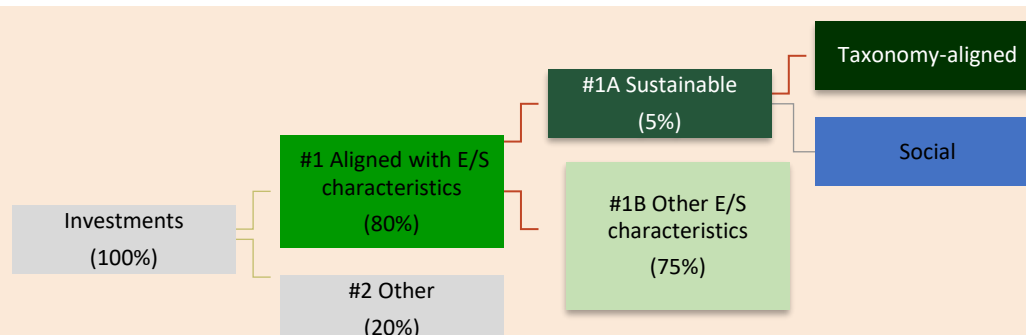 Investments
(100%)
#1 Aligned with E/S
characteristics
(80%)
#2 Other
(20%)
#1A Sustainable
(5%)
#1B Other E/S
characteristics
(75%)
Taxonomy-aligned
Social